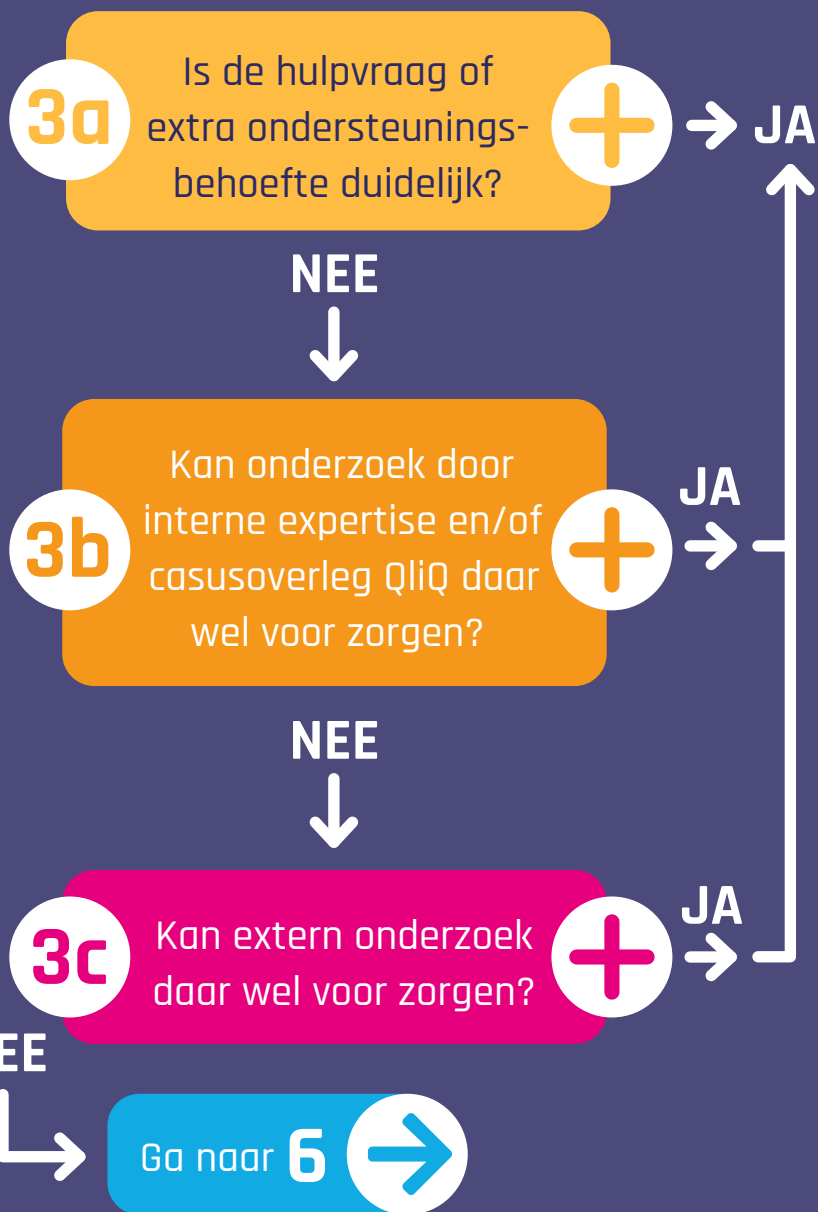 3a
Is de hulpvraag of
extra ondersteunings-
behoefte duidelijk?
JA
NEE
3b
Kan onderzoek door
interne expertise en/of
casusoverleg QliQ daar
wel voor zorgen?
JA
NEE
3c
Kan extern onderzoek
daar wel voor zorgen?
JA
EE
Ga naar 6